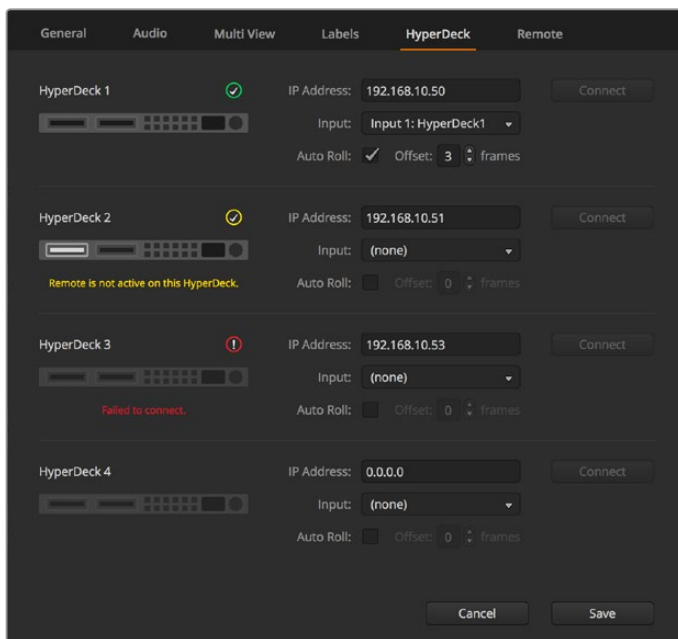 General Audio Multi View Labels HyperDeck Remote
HyperDeck 1 IP Address: 192.168.10.50 Connect
Input: Input 1: HyperDeck1
Auto Roll: Offset: 3 frames
HyperDeck 2 IP Address: 192.168.10.51 Connect
Input: (none)
Remote is not active on this HyperDeck. Auto Roll: Offset: 0 frames
HyperDeck 3 IP Address: 192.168.10.53 Connect
Input: (none)
Failed to connect. Auto Roll: Offset: 0 frames
HyperDeck 4 IP Address: 0.0.0.0 Connect
Input: (none)
Auto Roll: Offset: 0 frames
Cancel Save